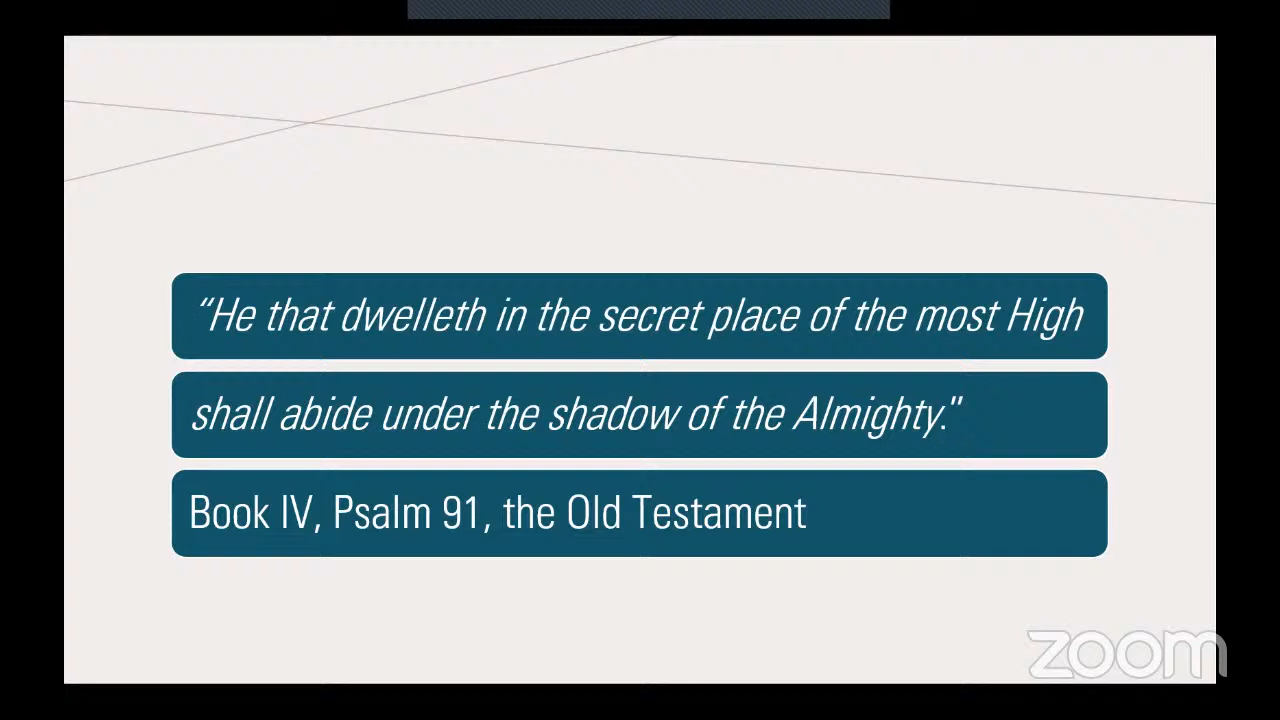 “He that dwelleth in the secret place of the most High
shall abide under the shadow of the Almighty."
Book IV, Psalm 91, the Old Testament
zoom